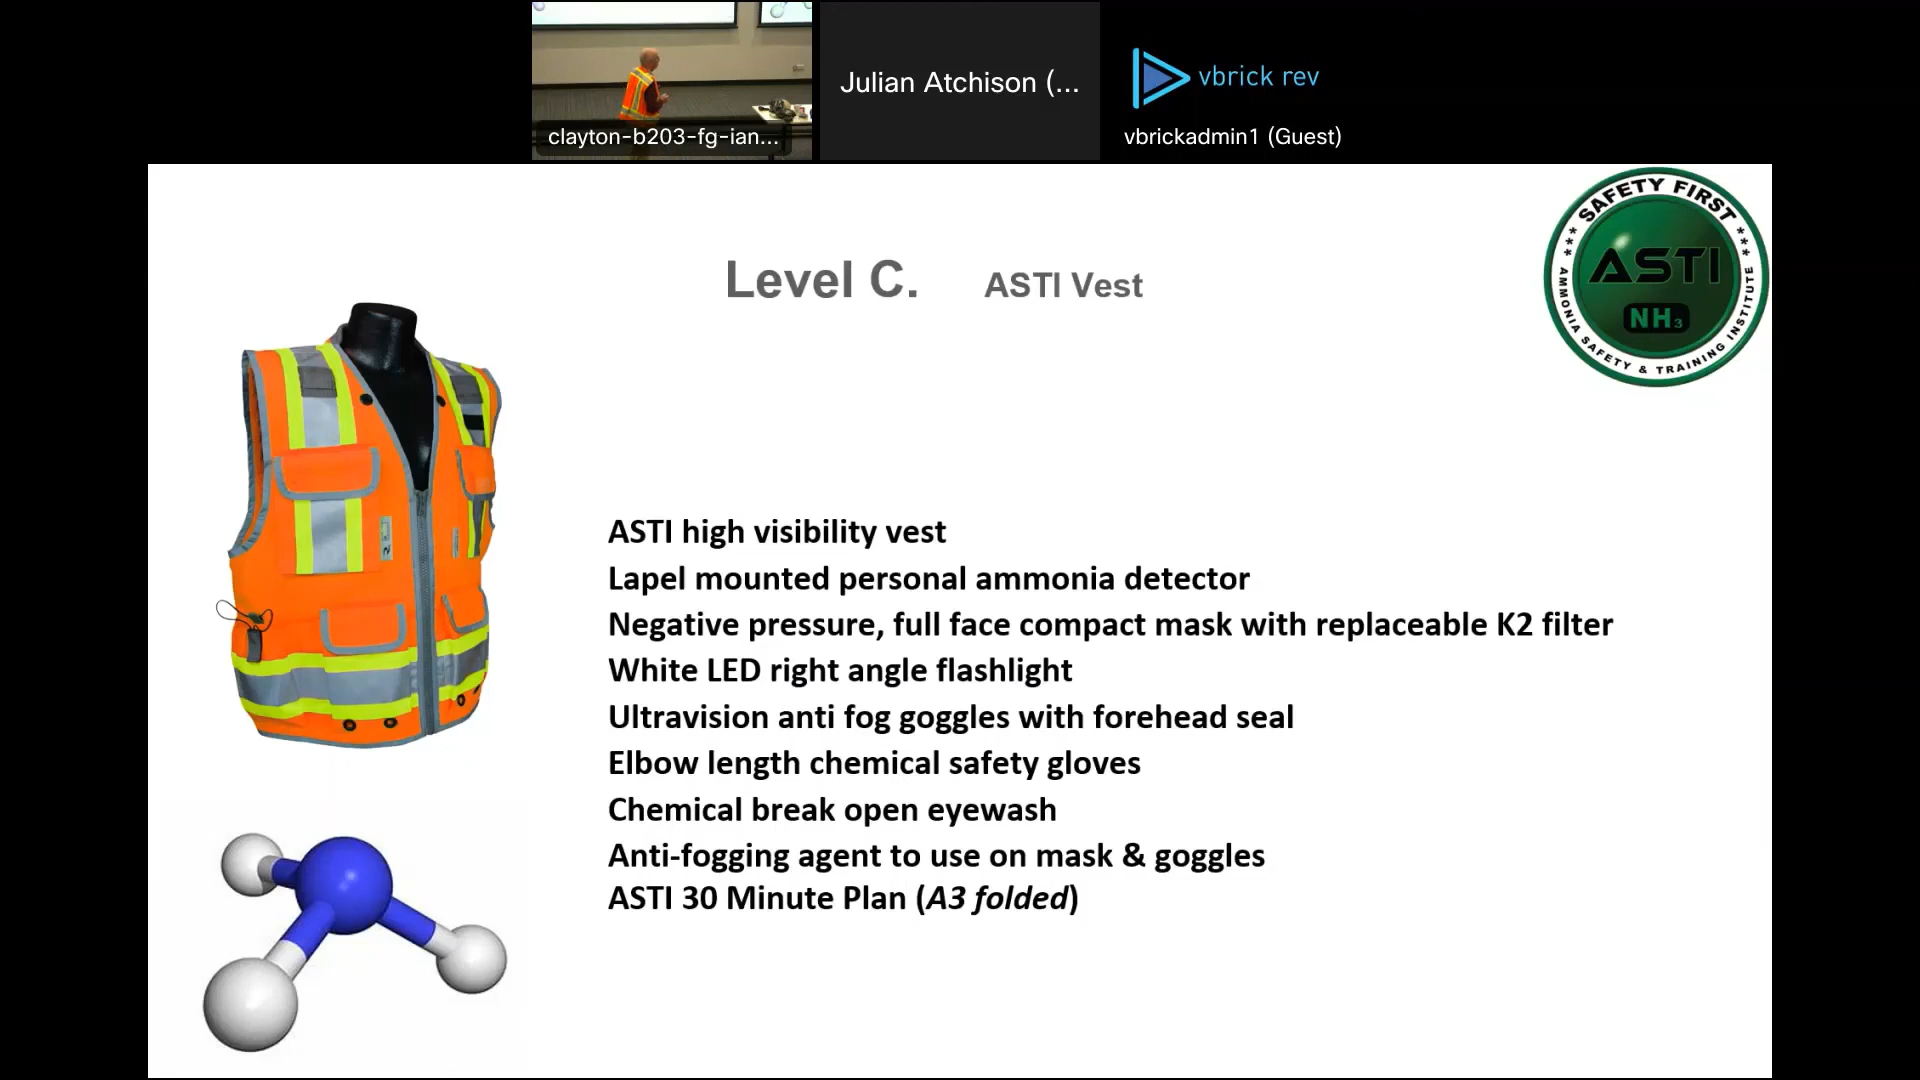 clayton-b203-fg-ian...
Julian Atchison (...
vbrick rev
vbrickadmin1 (Guest)
SAFETY FIRST
ASTI
NH₃
AMMONIA SAFETY & TRAINING INSTITUTE
Level C. ASTI Vest
ASTI high visibility vest
Lapel mounted personal ammonia detector
Negative pressure, full face compact mask with replaceable K2 filter
White LED right angle flashlight
Ultravision anti fog goggles with forehead seal
Elbow length chemical safety gloves
Chemical break open eyewash
Anti-fogging agent to use on mask & goggles
ASTI 30 Minute Plan (A3 folded)